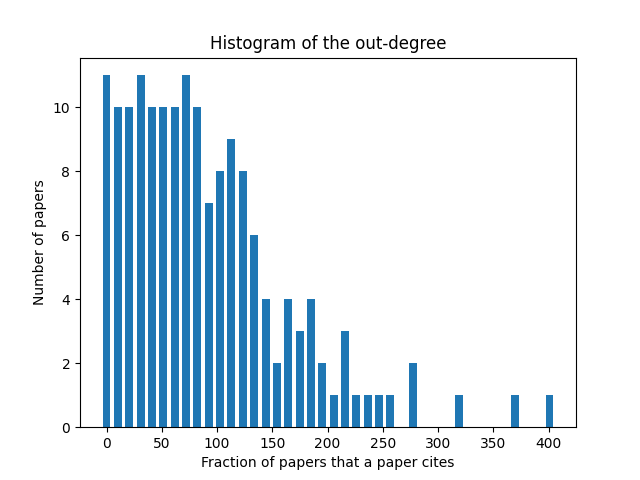 Histogram of the out-degree
Number of papers
10
8
6
4
2
0
0 50 100 150 200 250 300 350 400
Fraction of papers that a paper cites